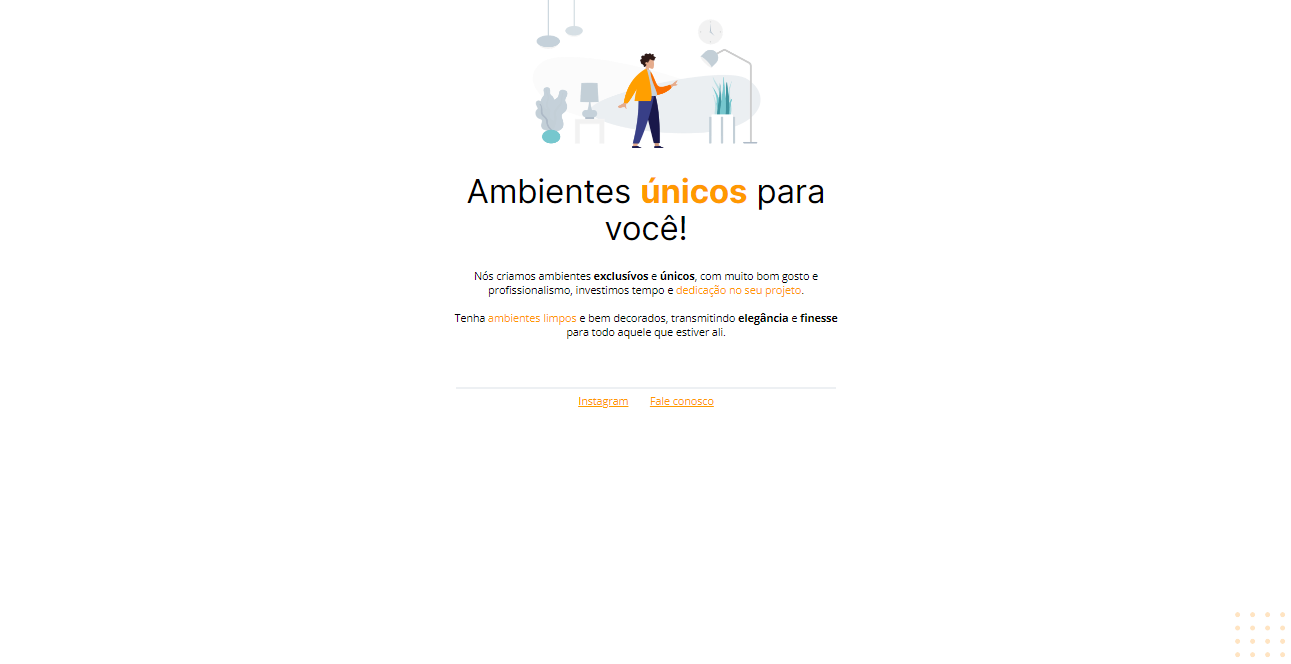 Ambientes únicos para
você!
Nós criamos ambientes exclusívos e únicos, com muito bom gosto e
profissionalismo, investimos tempo e dedicação no seu projeto.
Tenha ambientes limpos e bem decorados, transmitindo elegância e finesse
para todo aquele que estiver ali.
Instagram Fale conosco